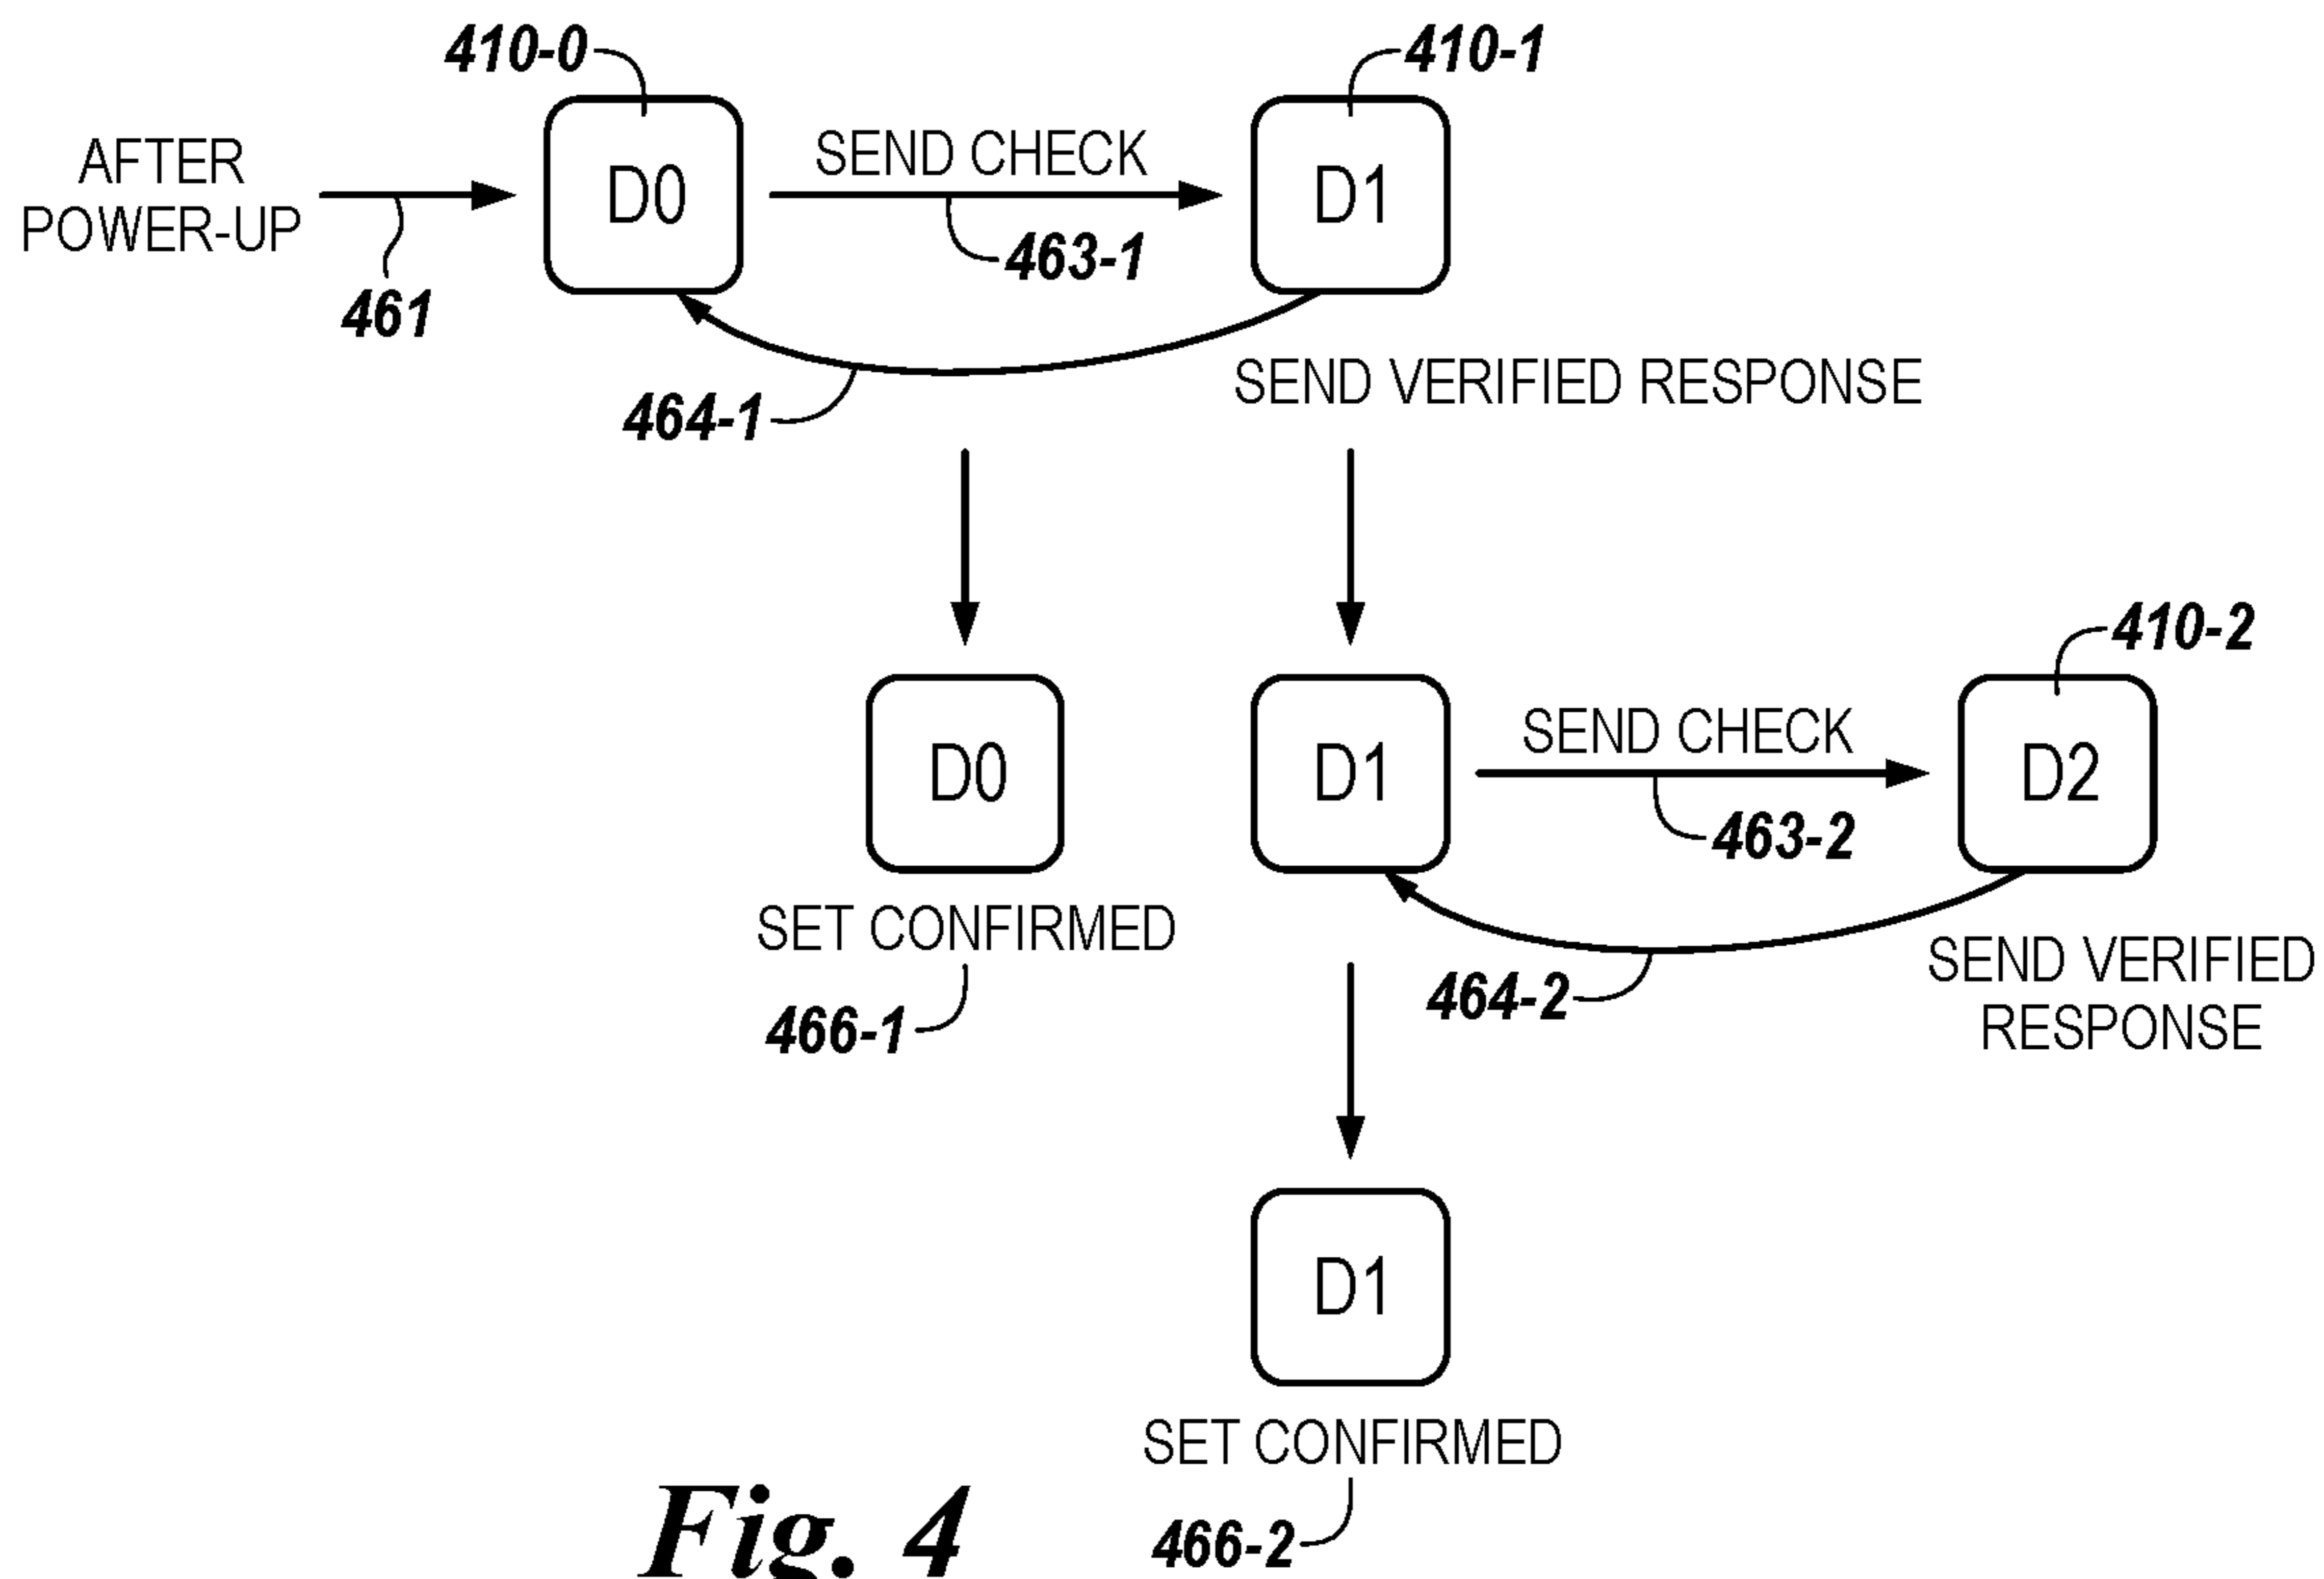 410-0
410-1
AFTER
POWER-UP
D0
SEND CHECK
D1
463-1
461
464-1
SEND VERIFIED RESPONSE
410-2
D0
D1
SEND CHECK
D2
463-2
SET CONFIRMED
SEND VERIFIED
RESPONSE
464-2
466-1
D1
SET CONFIRMED
466-2
Fig. 4